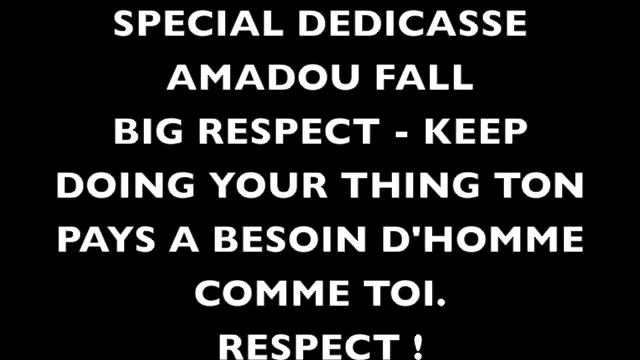 SPECIAL DEDICASSE
AMADOU FALL
BIG RESPECT - KEEP
DOING YOUR THING TON
PAYS A BESOIN D'HOMME
COMME TOI.
RESPECT !